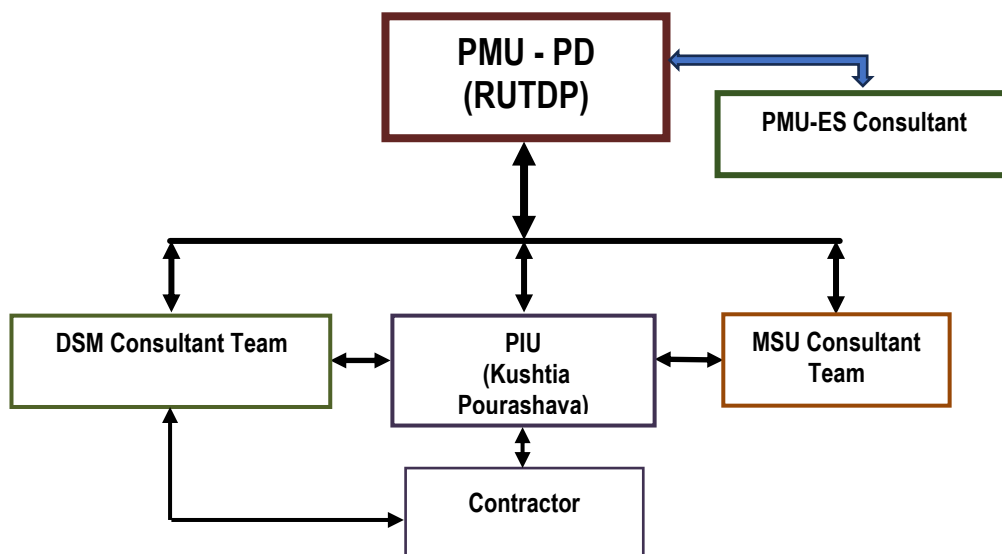 PMU - PD
(RUTDP)
PMU-ES Consultant
DSM Consultant Team
PIU
(Kushtia
Pourashava)
MSU Consultant
Team
Contractor